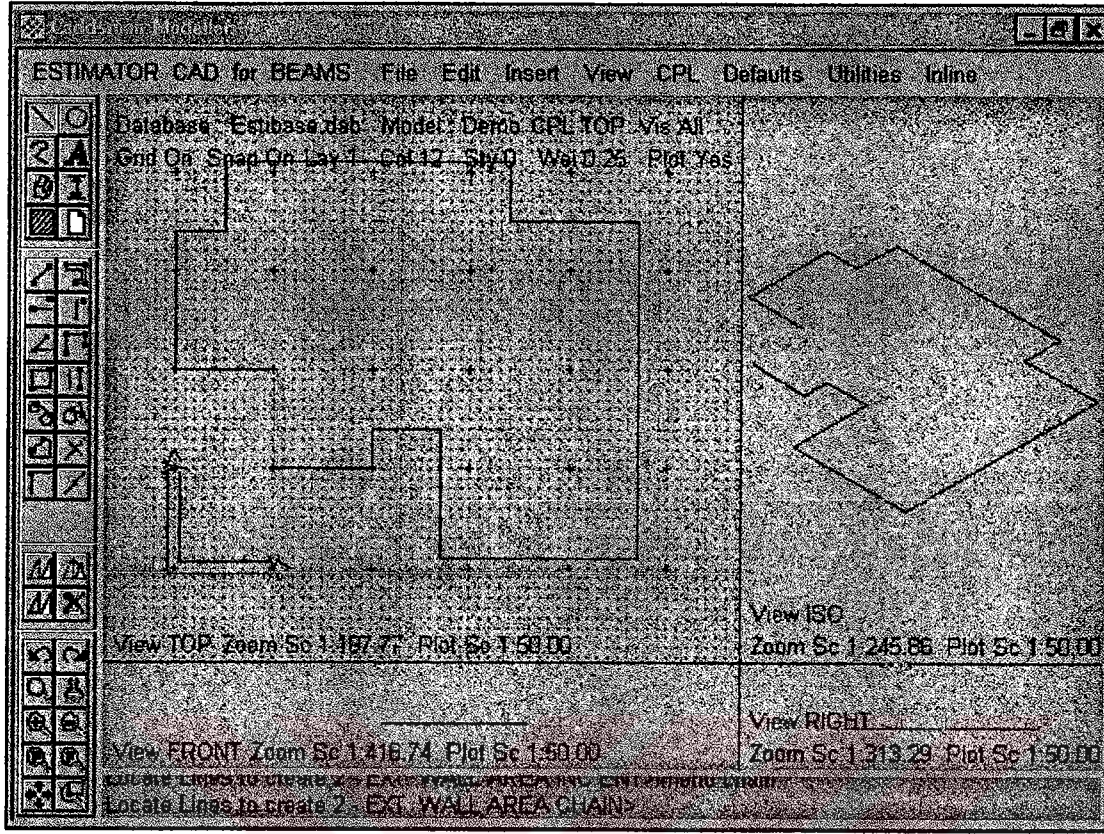 ESTIMATOR CAD for BEAMS File Edit Insert View CPL Defaults Utilities Inline
Database Estibase.dsb Model Demo CPL TOP Vis All
Grid On Snap On Lay 1 Col 12 Sty 0 Wei 0.25 Plot Yes
View TOP Zoom Sc 1:167.77 Plot Sc 1:50.00
View ISO
Zoom Sc 1:245.86 Plot Sc 1:50.00
View FRONT Zoom Sc 1:416.74 Plot Sc 1:50.00
View RIGHT
Zoom Sc 1:313.29 Plot Sc 1:50.00
Locate Lines to create 2 - EXT. WALL AREA CHAIN>